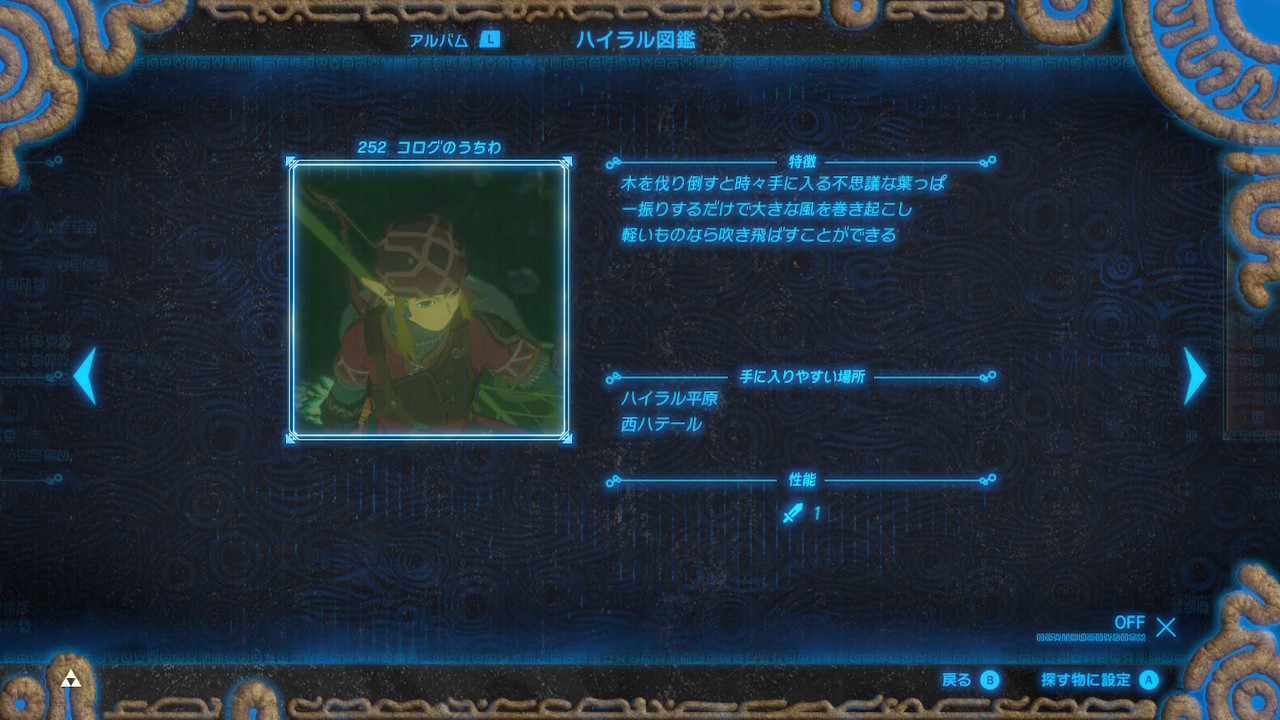 アルバム L
ハイラル図鑑
252 コログのうちわ
特徴
木を伐り倒すと時々手に入る不思議な葉っぱ
一振りするだけで大きな風を巻き起こし
軽いものなら吹き飛ばすことができる
手に入りやすい場所
ハイラル平原
西ハテール
性能
1
OFF
戻る B
探す物に設定 A